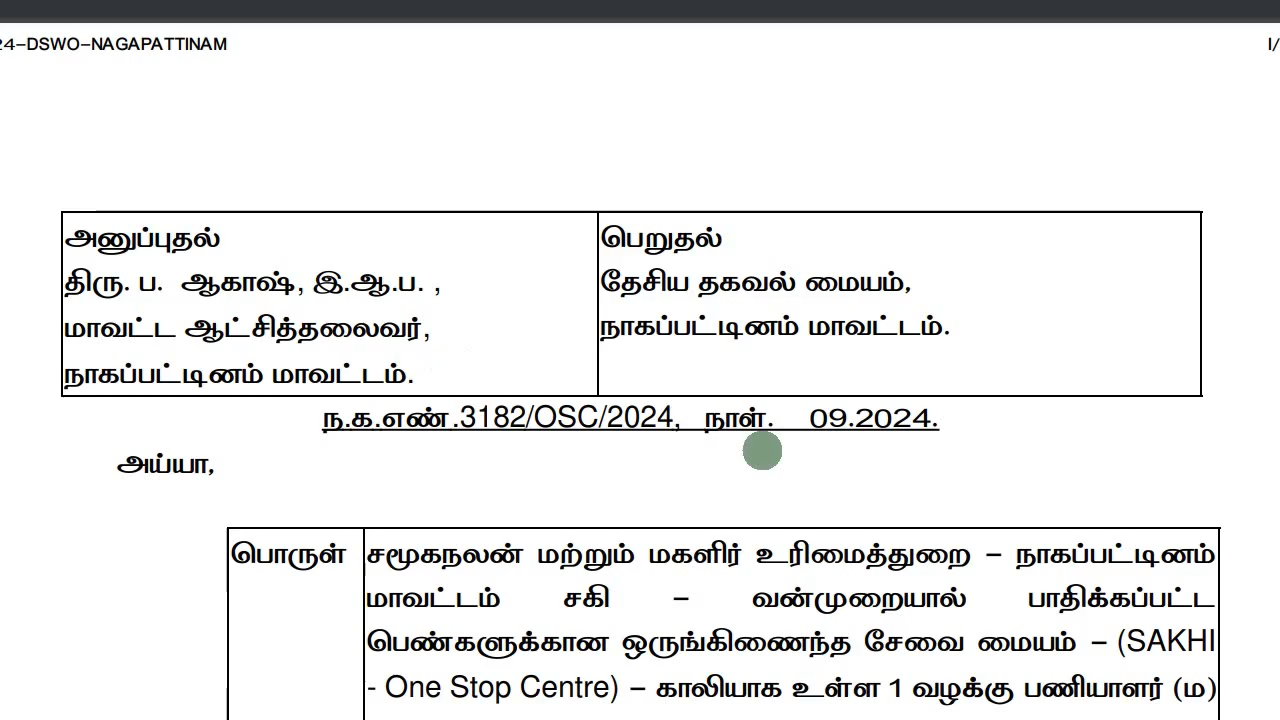 24-DSWO-NAGAPATTINAM
I/
அனுப்புதல்
திரு. ப. ஆகாஷ், இ.ஆ.ப. ,
மாவட்ட ஆட்சித்தலைவர்,
நாகப்பட்டினம் மாவட்டம்.
பெறுதல்
தேசிய தகவல் மையம்,
நாகப்பட்டினம் மாவட்டம்.
ந.க.எண்.3182/OSC/2024, நாள். 09.2024.
அய்யா,
பொருள்
சமூகநலன் மற்றும் மகளிர் உரிமைத்துறை – நாகப்பட்டினம்
மாவட்டம் சகி – வன்முறையால் பாதிக்கப்பட்ட
பெண்களுக்கான ஒருங்கிணைந்த சேவை மையம் – (SAKHI
- One Stop Centre) – காலியாக உள்ள 1 வழக்கு பணியாளர் (ம)